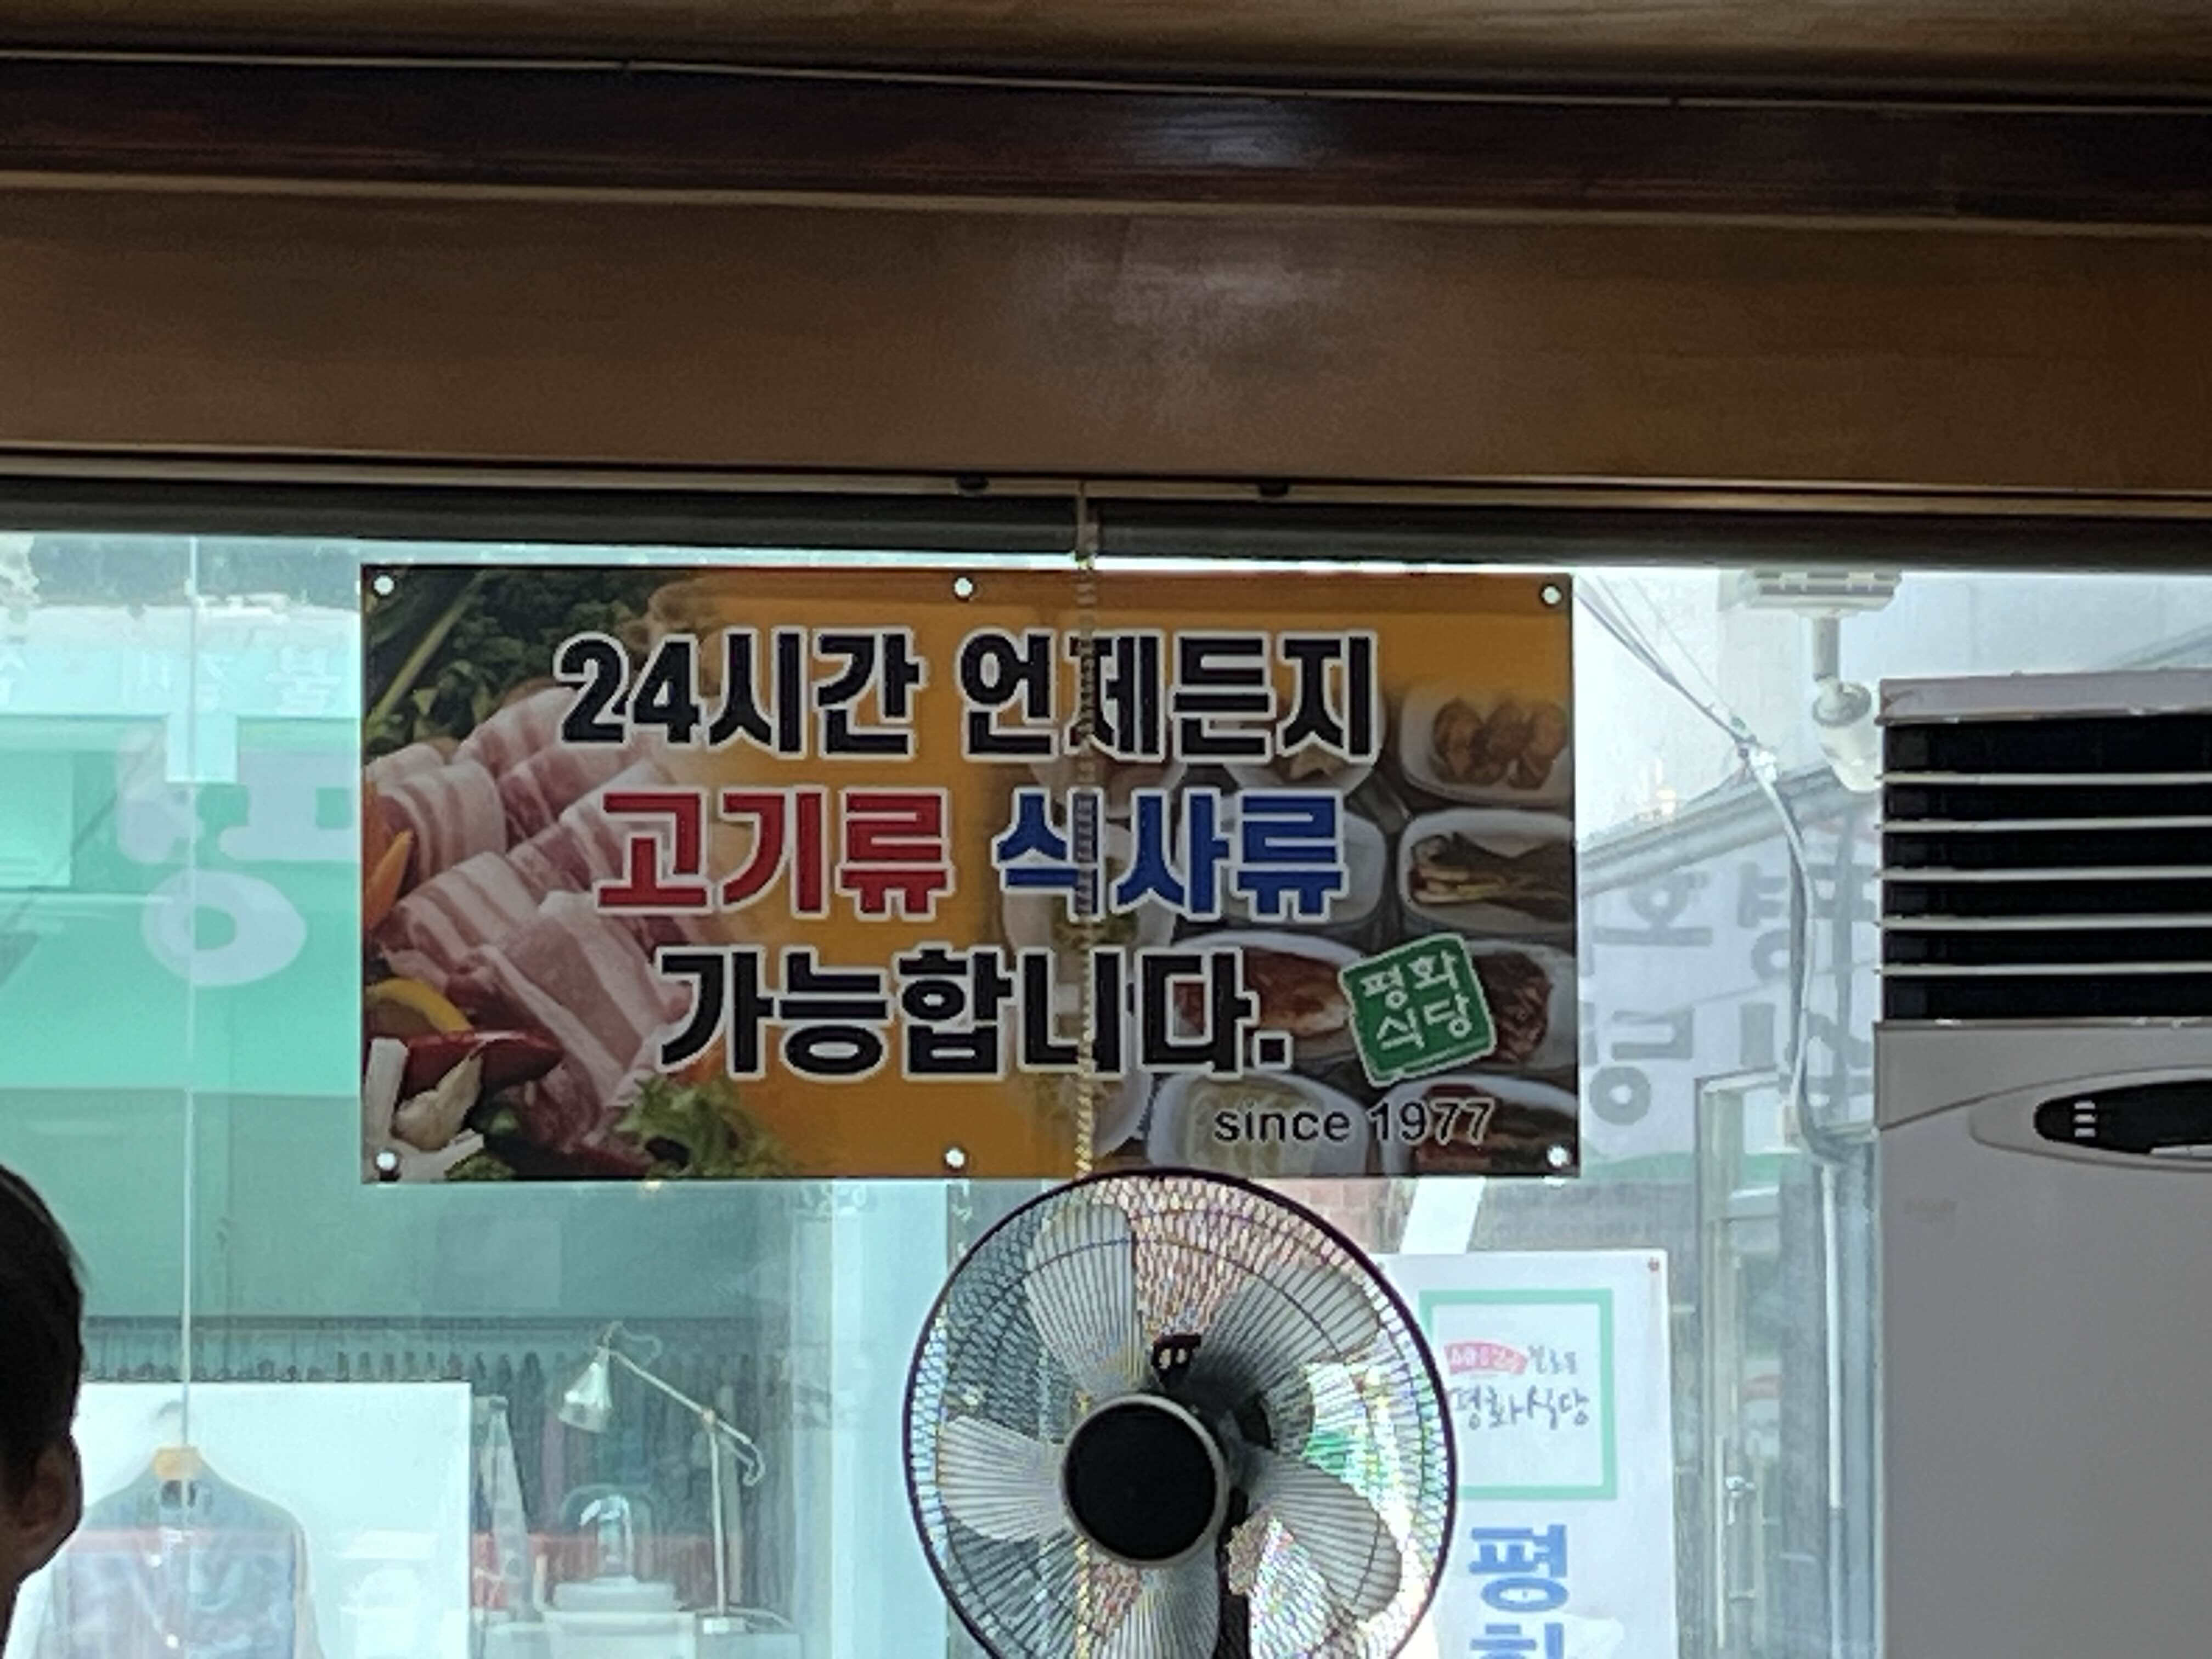 24시간 언제든지
고기류 식사류
가능합니다.
평화
식당
since 1977
평화식당
평